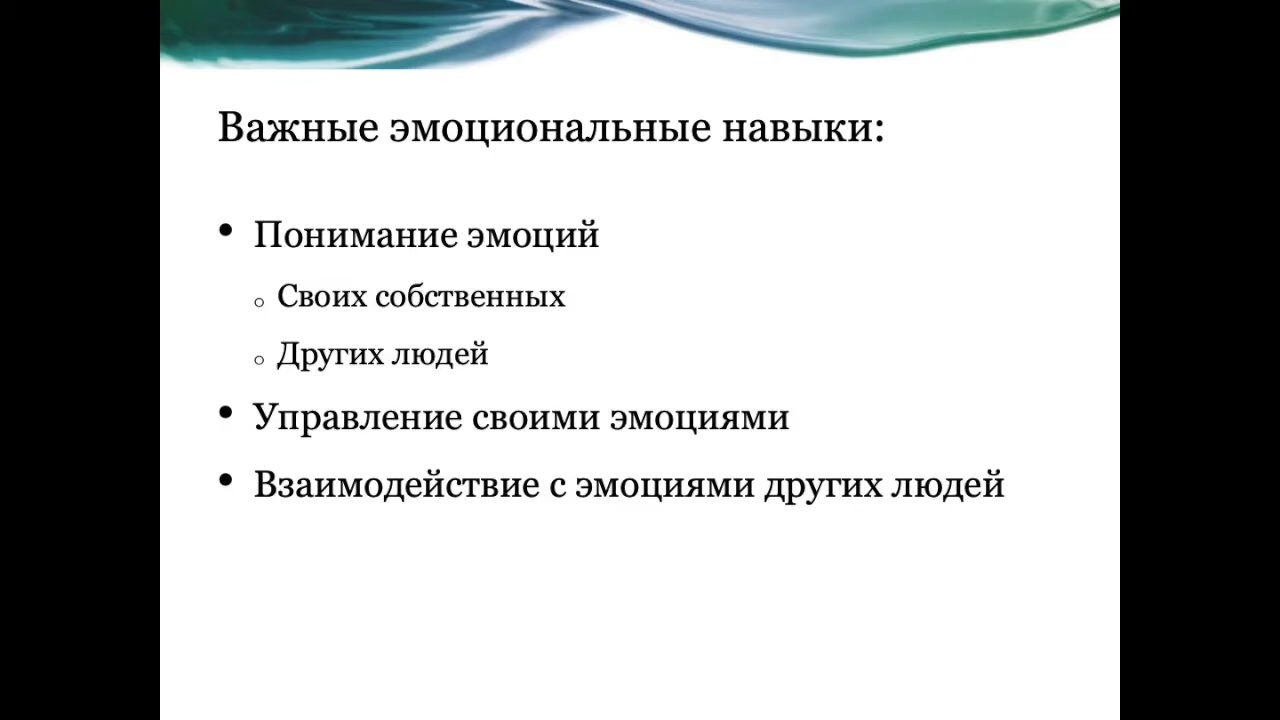 Важные эмоциональные навыки:
• Понимание эмоций
o Своих собственных
o Других людей
• Управление своими эмоциями
• Взаимодействие с эмоциями других людей